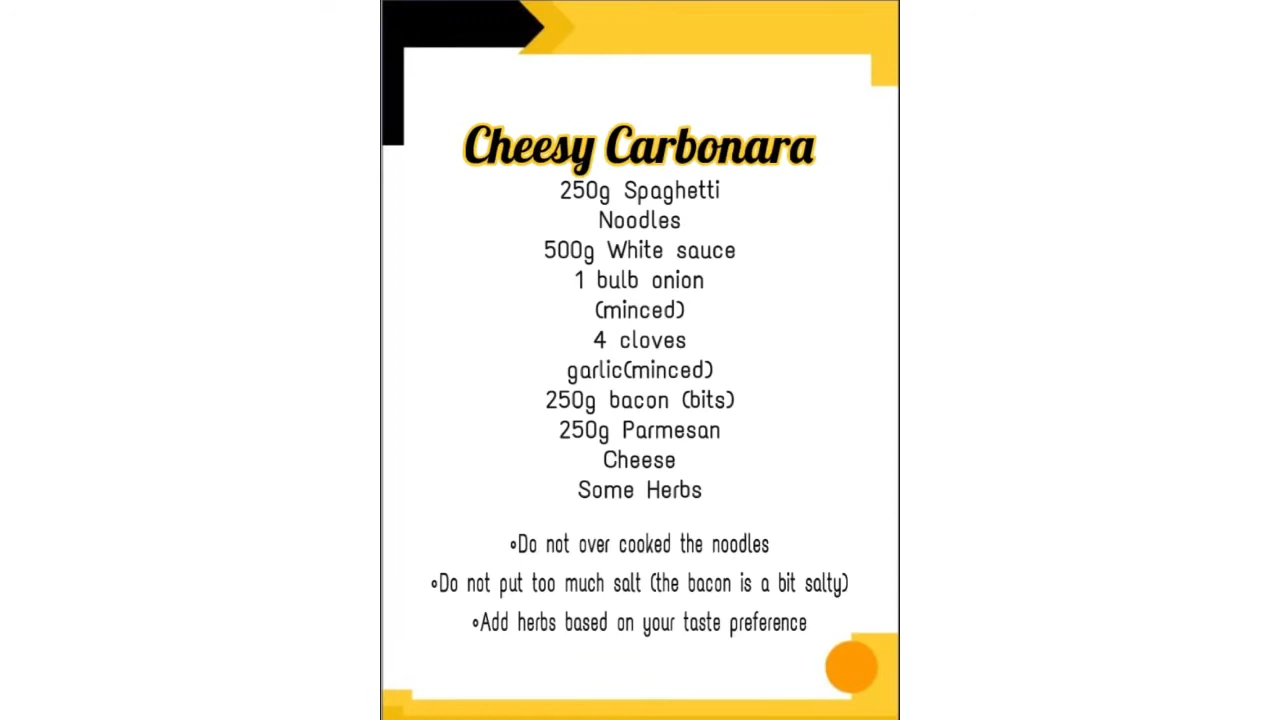 Cheesy Carbonara
250g Spaghetti
Noodles
500g White sauce
1 bulb onion
(minced)
4 cloves
garlic(minced)
250g bacon (bits)
250g Parmesan
Cheese
Some Herbs
∘Do not over cooked the noodles
∘Do not put too much salt (the bacon is a bit salty)
∘Add herbs based on your taste preference